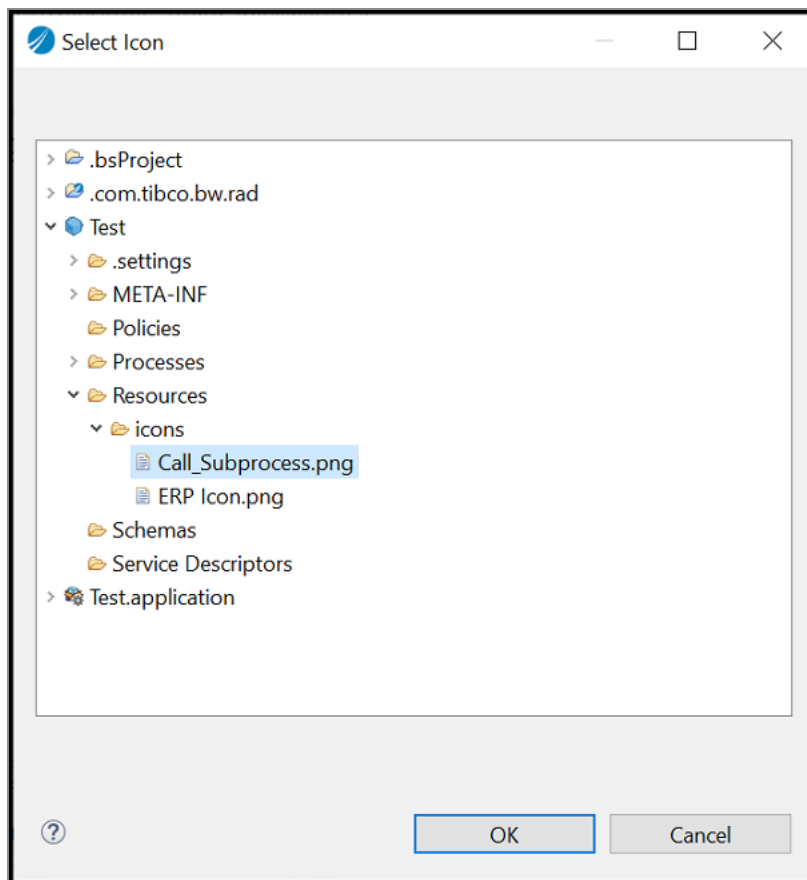 Select Icon
.bsProject
.com.tibco.bw.rad
Test
.settings
META-INF
Policies
Processes
Resources
icons
Call_Subprocess.png
ERP Icon.png
Schemas
Service Descriptors
Test.application
?
OK
Cancel